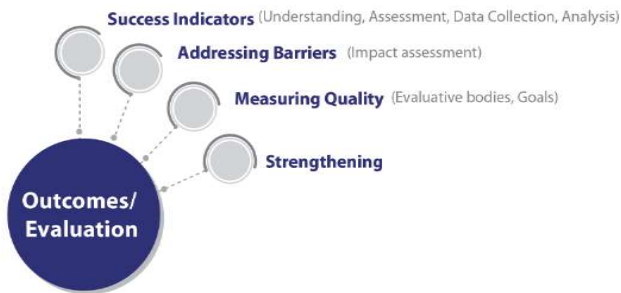 Success Indicators (Understanding, Assessment, Data Collection, Analysis)
Addressing Barriers (Impact assessment)
Measuring Quality (Evaluative bodies, Goals)
Strengthening
Outcomes/
Evaluation